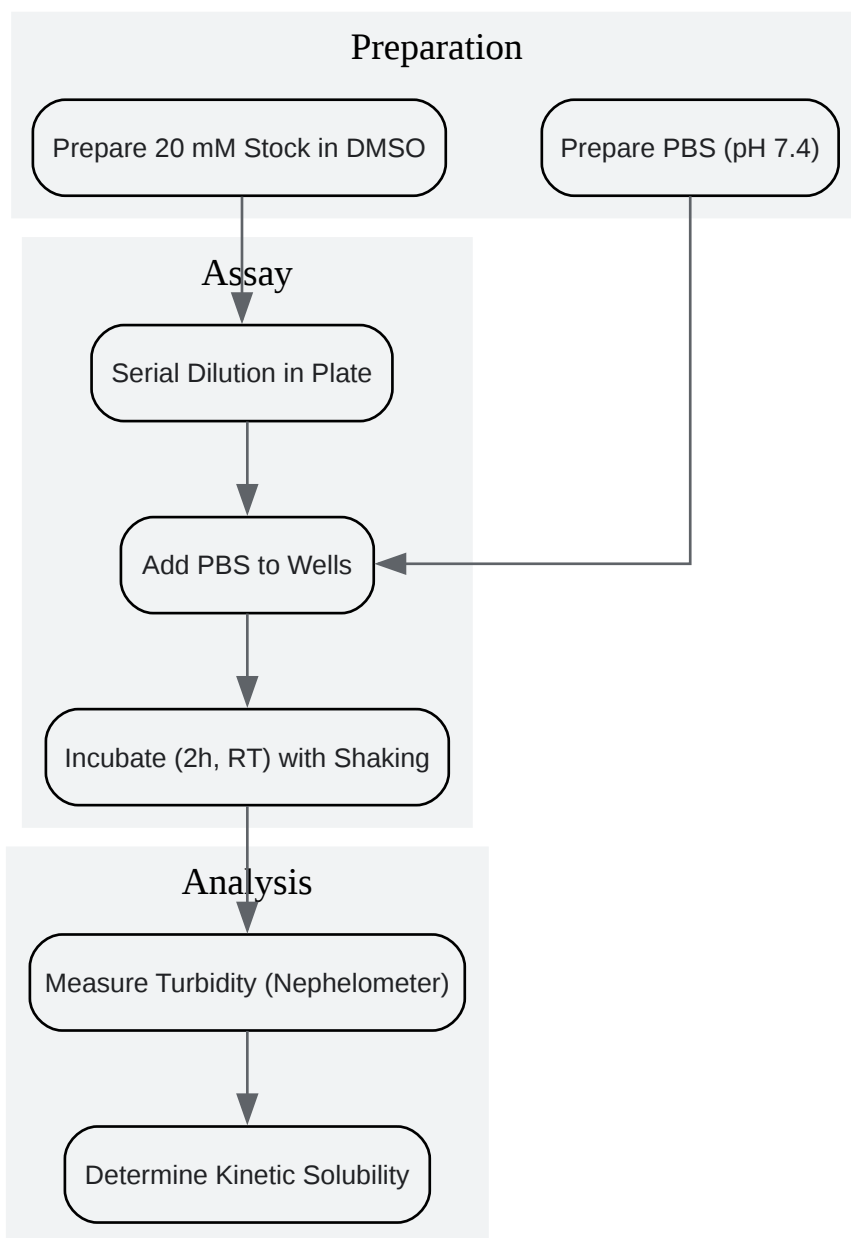 Preparation
Prepare 20 mM Stock in DMSO
Prepare PBS (pH 7.4)
Assay
Serial Dilution in Plate
Add PBS to Wells
Incubate (2h, RT) with Shaking
Analysis
Measure Turbidity (Nephelometer)
Determine Kinetic Solubility